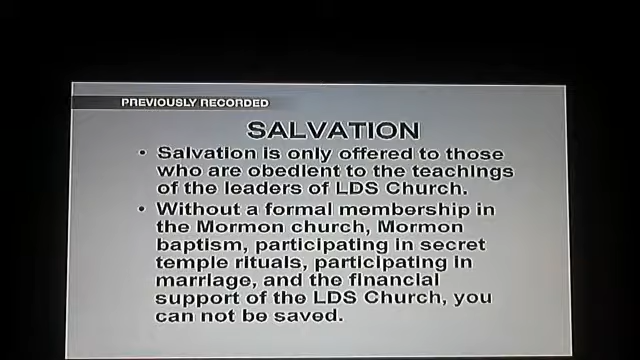 PREVIOUSLY RECORDED
SALVATION
• Salvation is only offered to those
who are obedient to the teachings
of the leaders of LDS Church.
• Without a formal membership in
the Mormon church, Mormon
baptism, participating in secret
temple rituals, participating in
marriage, and the financial
support of the LDS Church, you
can not be saved.